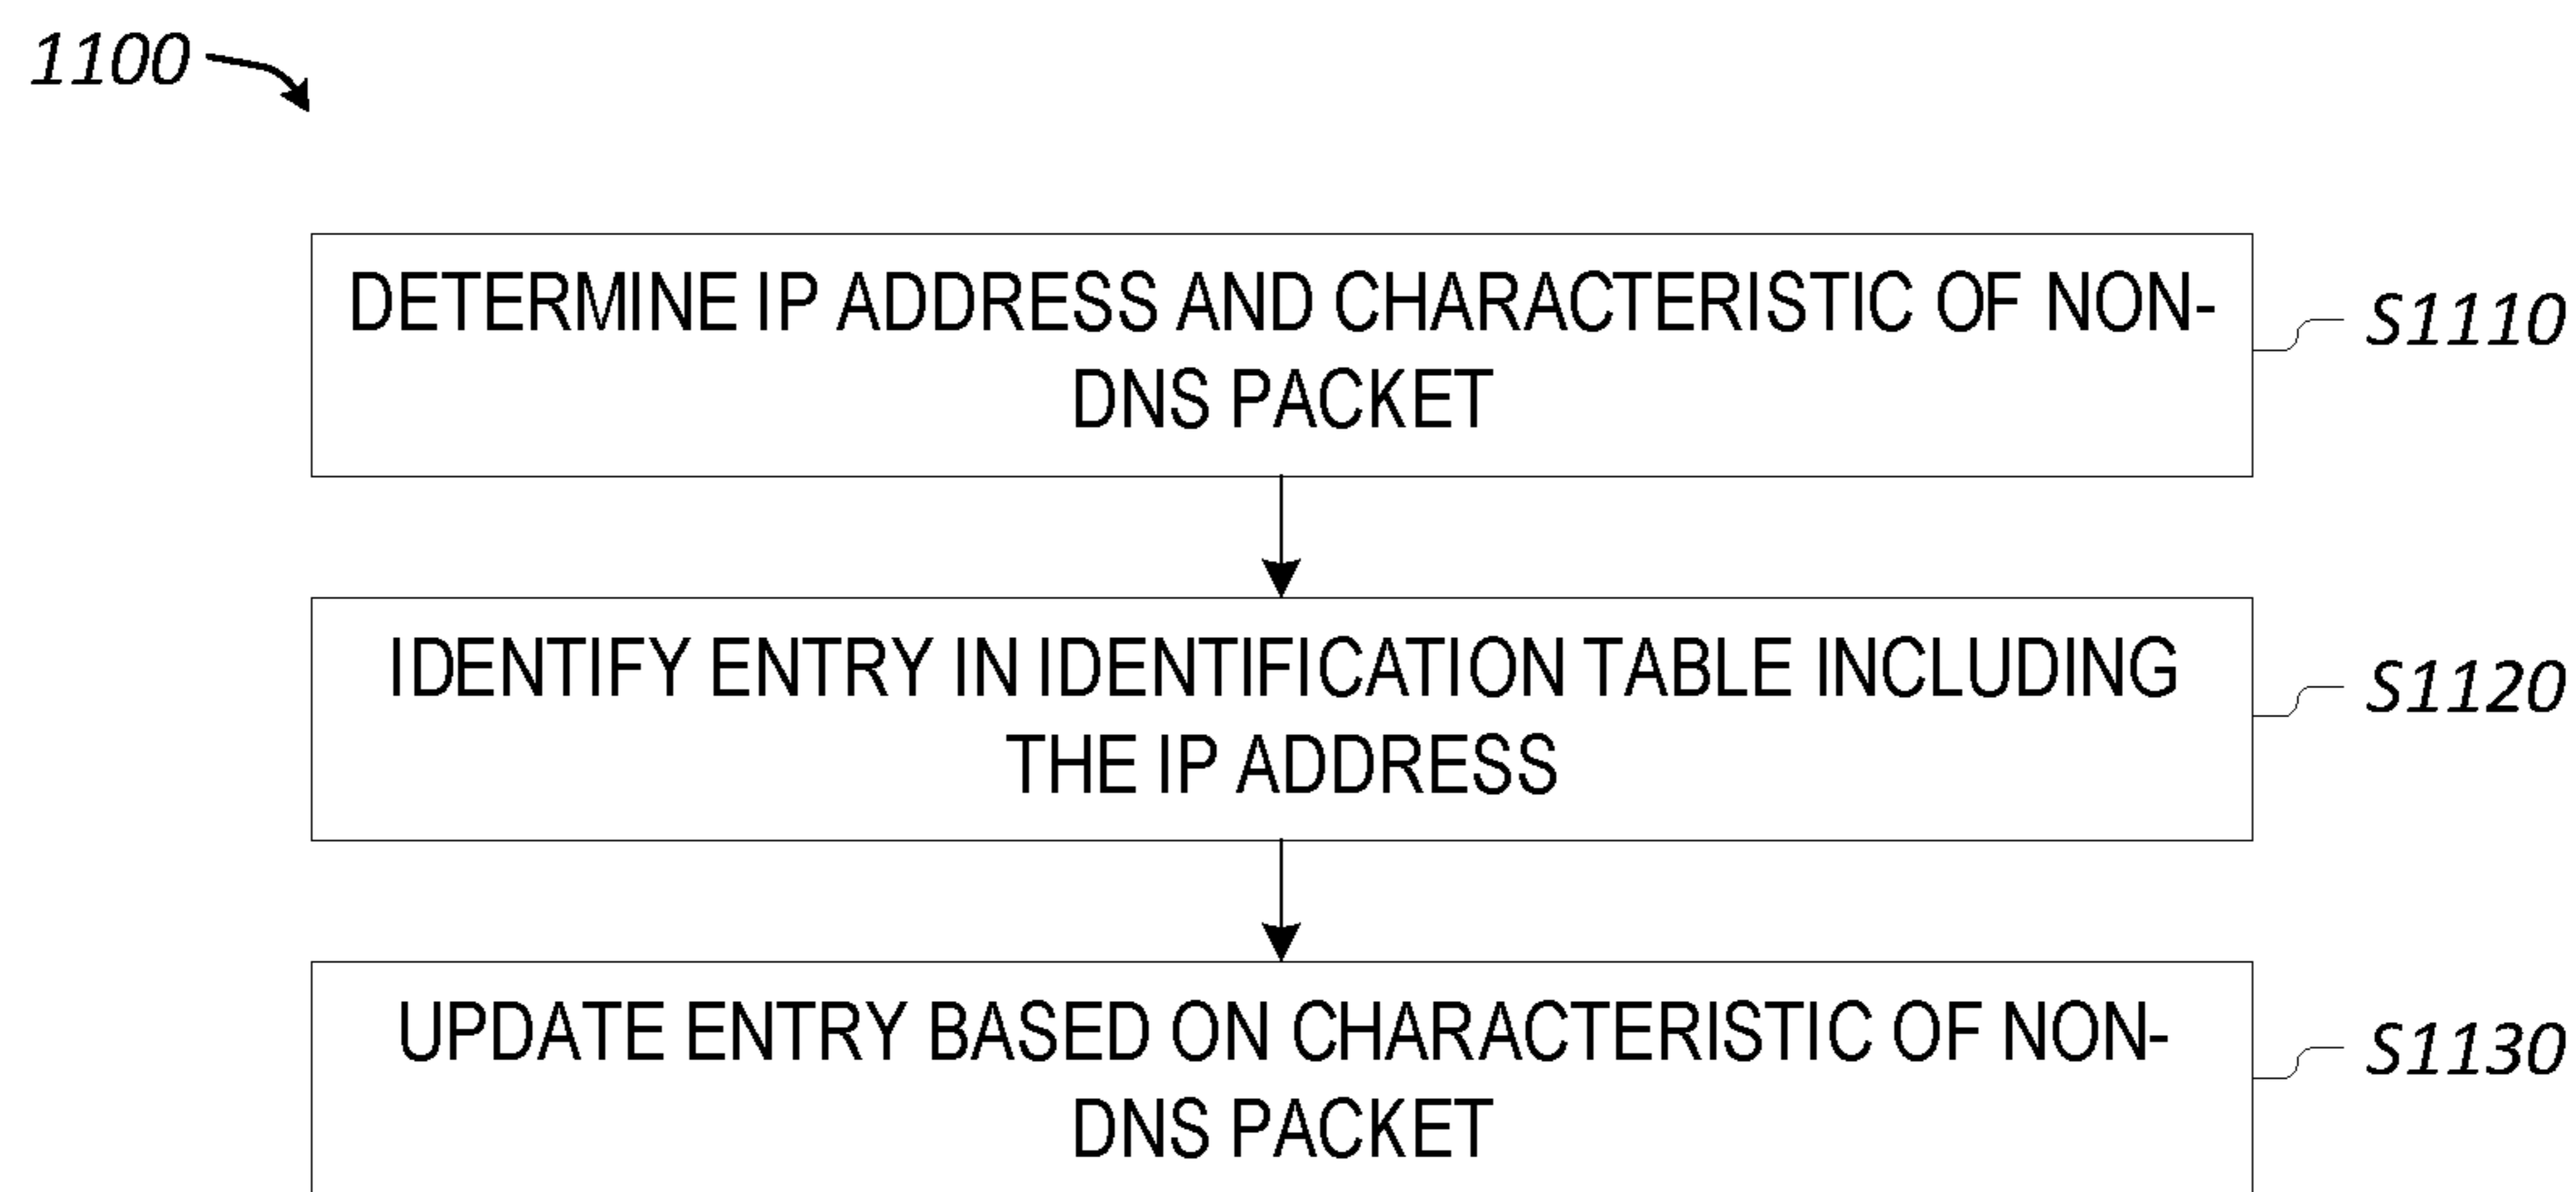 1100
DETERMINE IP ADDRESS AND CHARACTERISTIC OF NON-
DNS PACKET
S1110
IDENTIFY ENTRY IN IDENTIFICATION TABLE INCLUDING
THE IP ADDRESS
S1120
UPDATE ENTRY BASED ON CHARACTERISTIC OF NON-
DNS PACKET
S1130